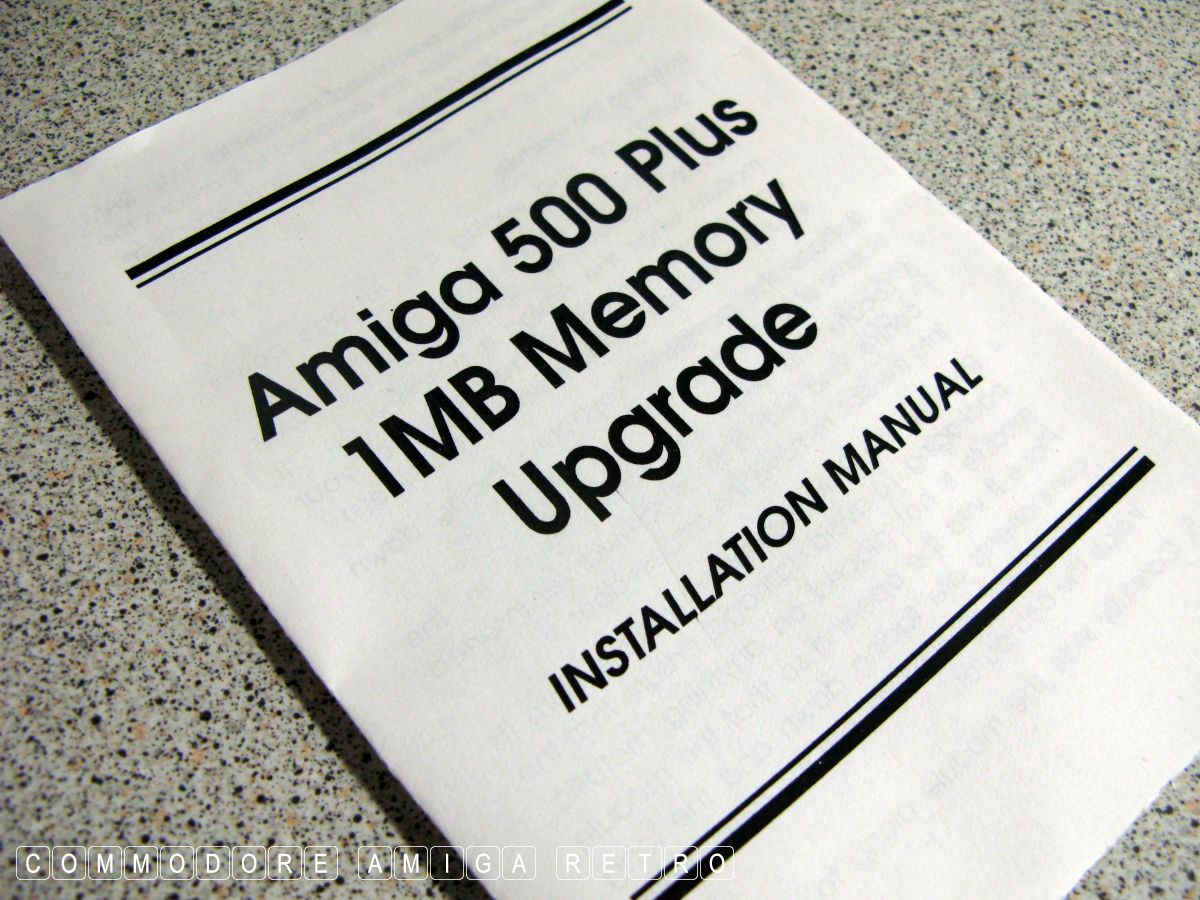 Amiga 500 Plus
1MB Memory
Upgrade
INSTALLATION MANUAL
COMMODORE AMIGA RETRO